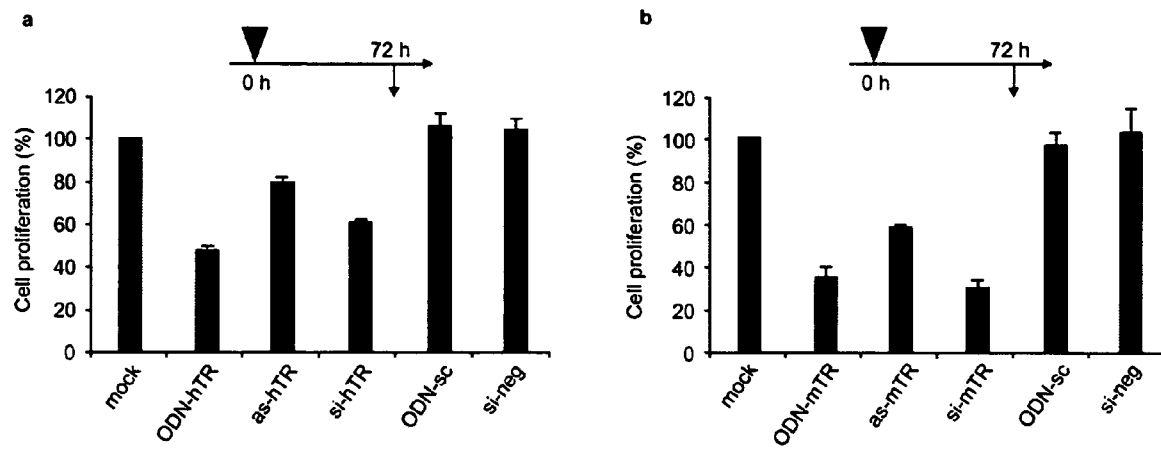 a
72 h
0 h
Cell proliferation (%)
120
100
80
60
40
20
0
mock
ODN-hTR
as-hTR
si-hTR
ODN-sc
si-neg
b
72 h
0 h
Cell proliferation (%)
120
100
80
60
40
20
0
mock
ODN-mTR
as-mTR
si-mTR
ODN-sc
si-neg